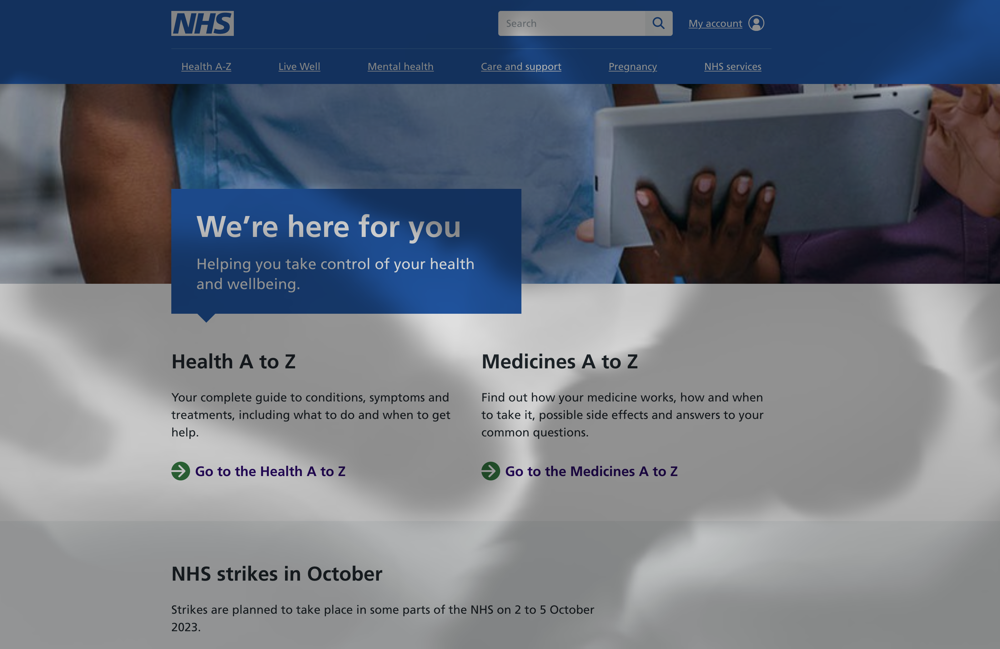 NHS
Search
My account
Health A-Z
Live Well
Mental health
Care and support
Pregnancy
NHS services
We’re here for you
Helping you take control of your health
and wellbeing.
Health A to Z
Your complete guide to conditions, symptoms and
treatments, including what to do and when to get
help.
Go to the Health A to Z
Medicines A to Z
Find out how your medicine works, how and when
to take it, possible side effects and answers to your
common questions.
Go to the Medicines A to Z
NHS strikes in October
Strikes are planned to take place in some parts of the NHS on 2 to 5 October
2023.